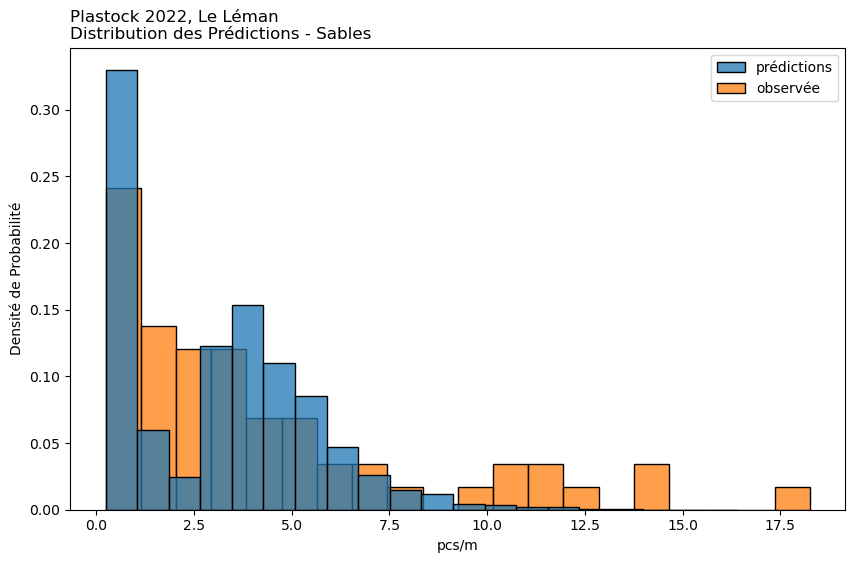 Plastock 2022, Le Léman
Distribution des Prédictions - Sables
prédictions
observée
Densité de Probabilité
0.30
0.25
0.20
0.15
0.10
0.05
0.00
0.0 2.5 5.0 7.5 10.0 12.5 15.0 17.5
pcs/m